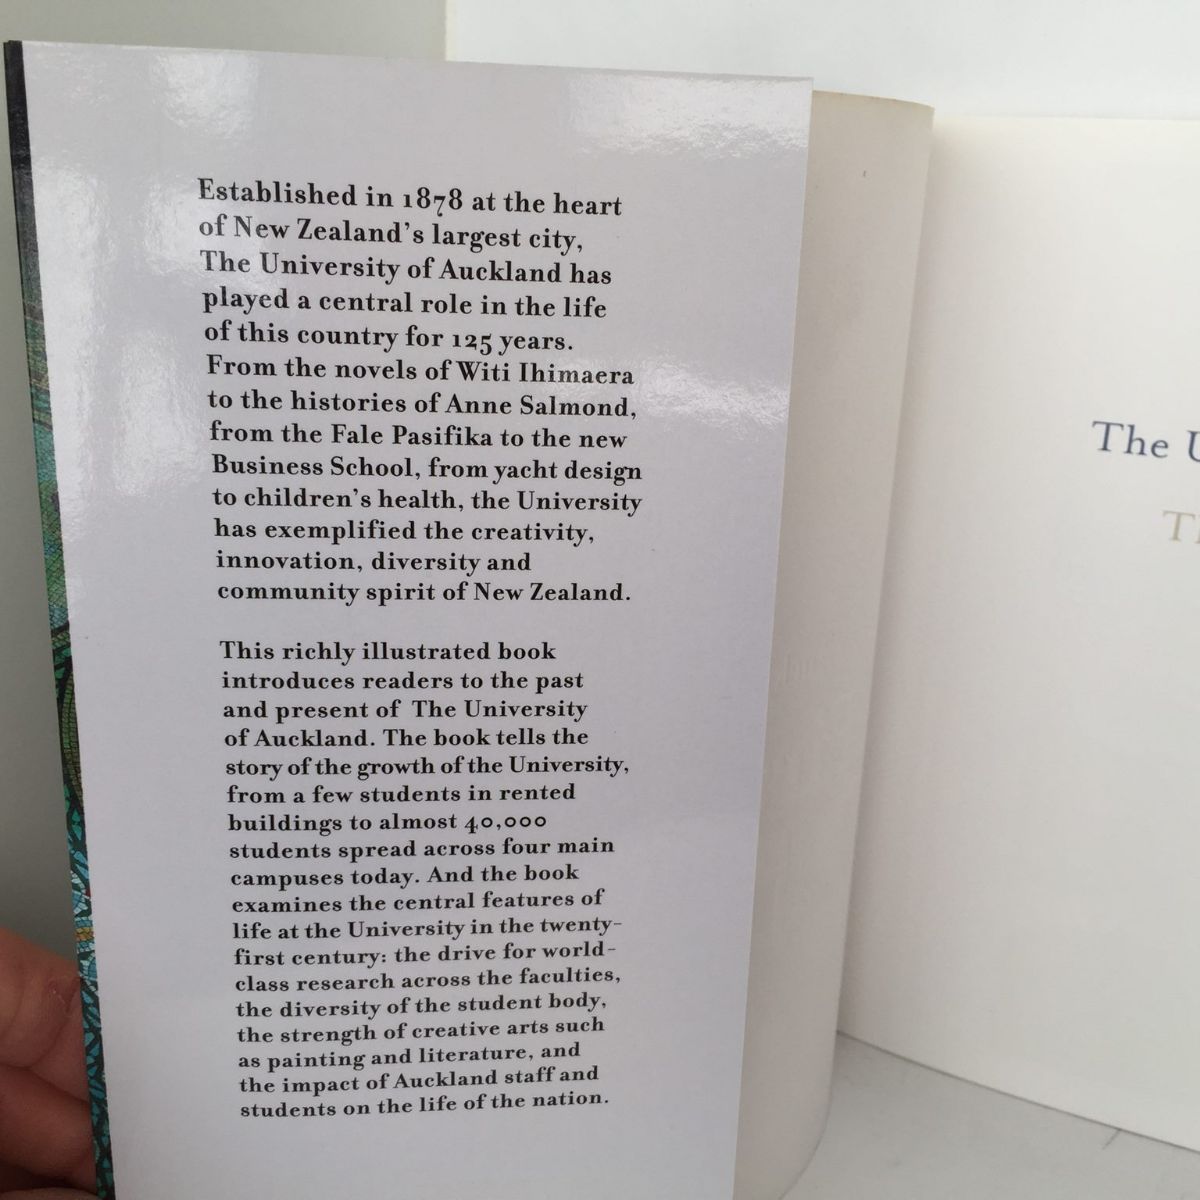 Established in 1878 at the heart
of New Zealand's largest city,
The University of Auckland has
played a central role in the life
of this country for 125 years.
From the novels of Witi Ihimaera
to the histories of Anne Salmond,
from the Fale Pasifika to the new
Business School, from yacht design
to children's health, the University
has exemplified the creativity,
innovation, diversity and
community spirit of New Zealand.
This richly illustrated book
introduces readers to the past
and present of The University
of Auckland. The book tells the
story of the growth of the University,
from a few students in rented
buildings to almost 40,000
students spread across four main
campuses today. And the book
examines the central features of
life at the University in the twenty-
first century: the drive for world-
class research across the faculties,
the diversity of the student body,
the strength of creative arts such
as painting and literature, and
the impact of Auckland staff and
students on the life of the nation.
The